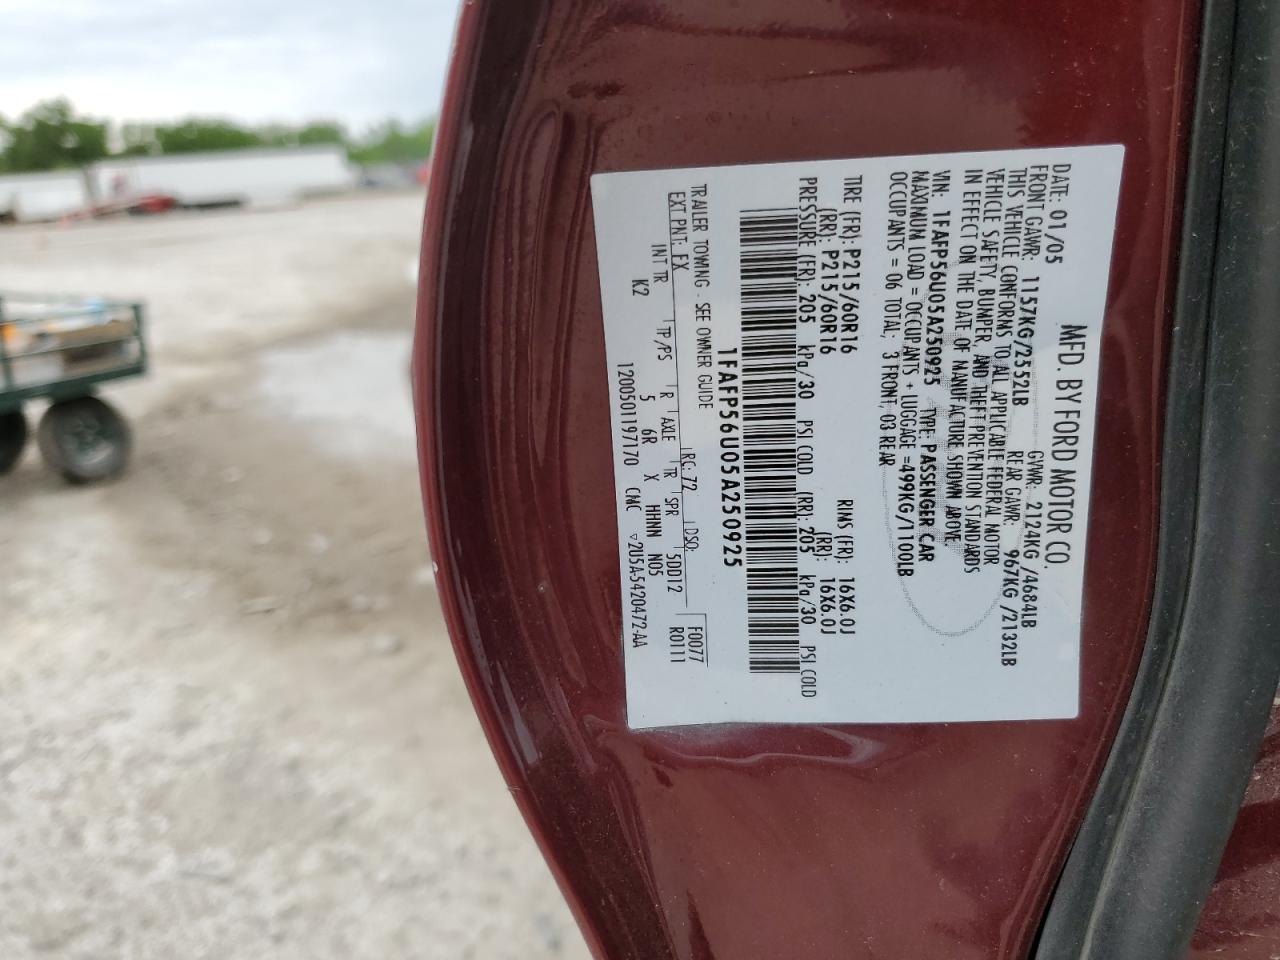 MFD. BY FORD MOTOR CO.
DATE: 01/05 GVWR: 2124KG /4684LB
FRONT GAWR: 1157KG/2552LB REAR GAWR: 967KG /2132LB
THIS VEHICLE CONFORMS TO ALL APPLICABLE FEDERAL MOTOR
VEHICLE SAFETY, BUMPER, AND THEFT PREVENTION STANDARDS
IN EFFECT ON THE DATE OF MANUFACTURE SHOWN ABOVE
VIN: 1FAFP56U05A250925 TYPE: PASSENGER CAR
MAXIMUM LOAD = OCCUPANTS + LUGGAGE =499KG/1100LB
OCCUPANTS = 06 TOTAL; 3 FRONT, 03 REAR
TIRE (FR): P215/60R16 RIMS (FR): 16X6.0J
(RR): P215/60R16 (RR): 16X6.0J
PRESSURE (FR): 205 kPa/30 PSI COLD (RR): 205 kPa/30 PSI COLD
1FAFP56U05A250925
TRAILER TOWING - SEE OWNER GUIDE F0077
EXT PNT: FX RC: 72 DSO: R0111
INT TR TP/PS R AXLE TR SPR 5DD12
K2 5 6R X HHNN N05
120050119770 CMC ▽2U5A-5420472-AA